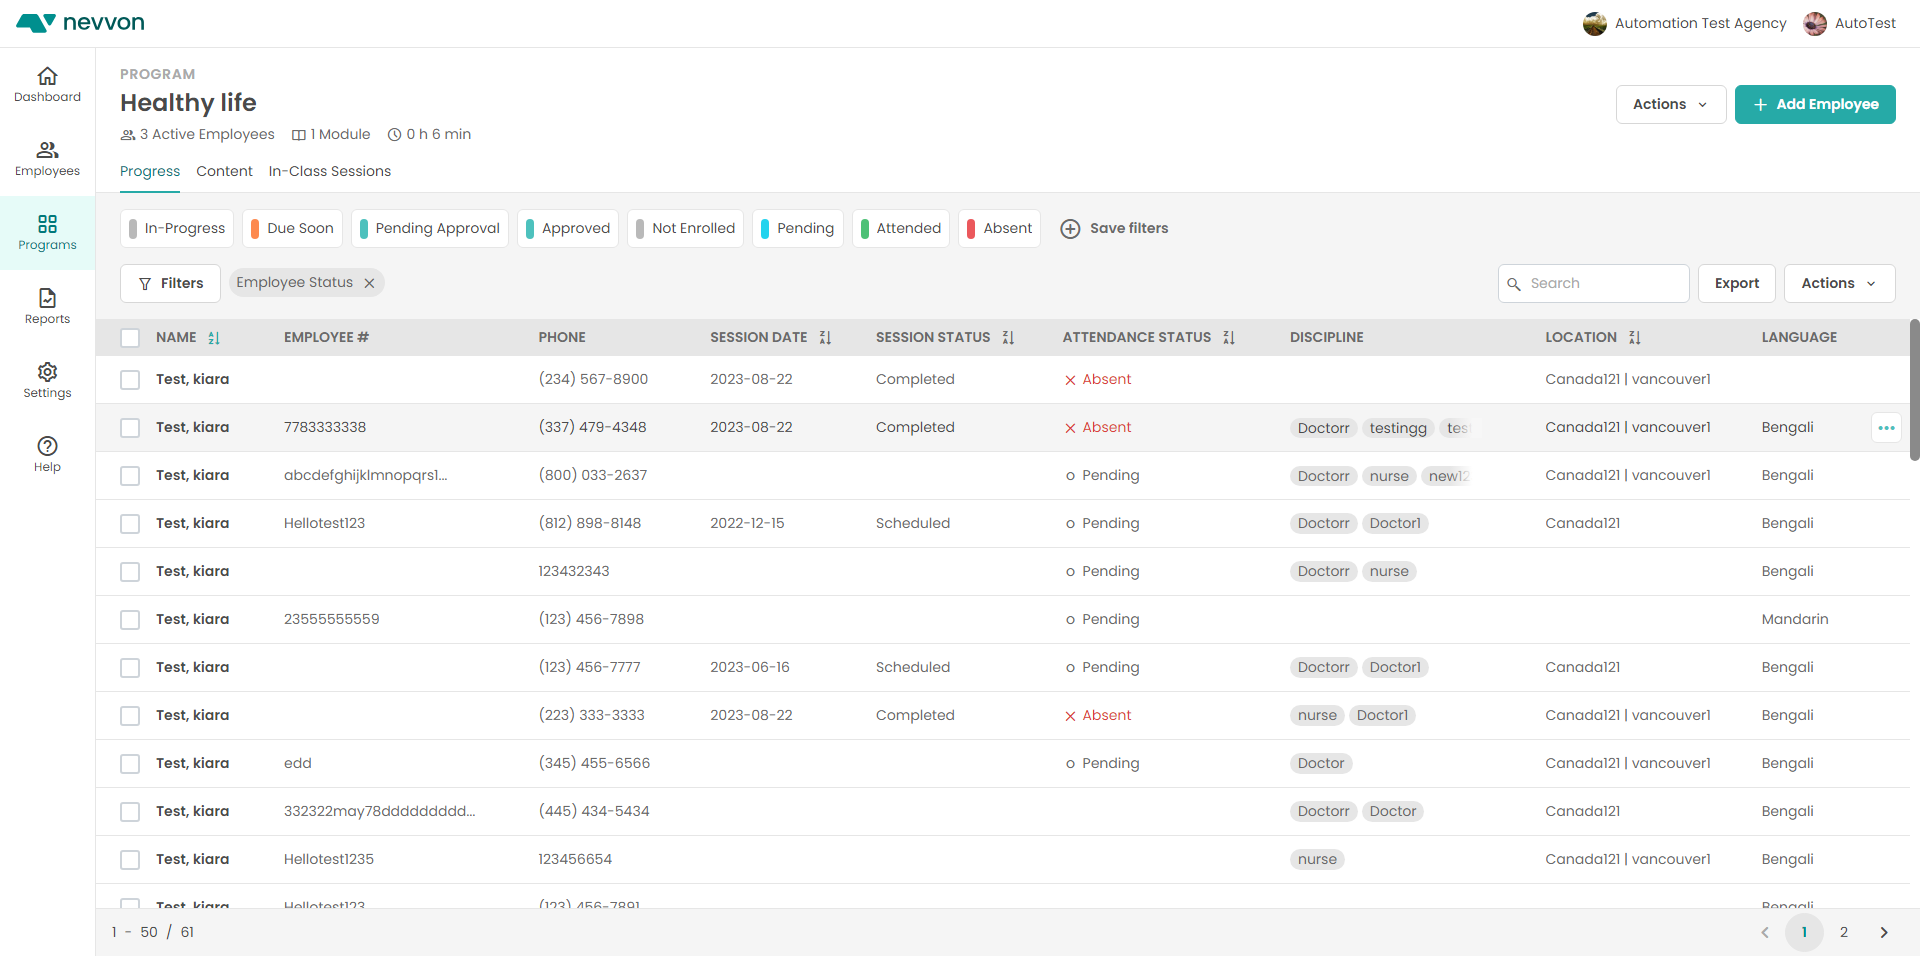 nevvon
Automation Test Agency
AutoTest
Dashboard
Employees
Programs
Reports
Settings
Help
PROGRAM
Healthy life
3 Active Employees 1 Module 0 h 6 min
Actions
+ Add Employee
Progress Content In-Class Sessions
In-Progress Due Soon Pending Approval Approved Not Enrolled Pending Attended Absent Save filters
Filters Employee Status Search Export Actions
NAME EMPLOYEE # PHONE SESSION DATE SESSION STATUS ATTENDANCE STATUS DISCIPLINE LOCATION LANGUAGE
Test, kiara (234) 567-8900 2023-08-22 Completed Absent Canada121 | vancouver1
Test, kiara 7783333338 (337) 479-4348 2023-08-22 Completed Absent Doctorr testingg tes Canada121 | vancouver1 Bengali
Test, kiara abcdefghijklmnopqrs1... (800) 033-2637 Pending Doctorr nurse new12 Canada121 | vancouver1 Bengali
Test, kiara Hellotest123 (812) 898-8148 2022-12-15 Scheduled Pending Doctorr Doctor1 Canada121 Bengali
Test, kiara 123432343 Pending Doctorr nurse Bengali
Test, kiara 23555555559 (123) 456-7898 Pending Mandarin
Test, kiara (123) 456-7777 2023-06-16 Scheduled Pending Doctorr Doctor1 Canada121 Bengali
Test, kiara (223) 333-3333 2023-08-22 Completed Absent nurse Doctor1 Canada121 | vancouver1 Bengali
Test, kiara edd (345) 455-6566 Pending Doctor Canada121 | vancouver1 Bengali
Test, kiara 332322may78ddddddddd... (445) 434-5434 Doctorr Doctor Canada121 Bengali
Test, kiara Hellotest1235 123456654 nurse Canada121 | vancouver1 Bengali
Test, kiara Hellotest123 (123) 456-7891 Bengali
1 - 50 / 61
1 2